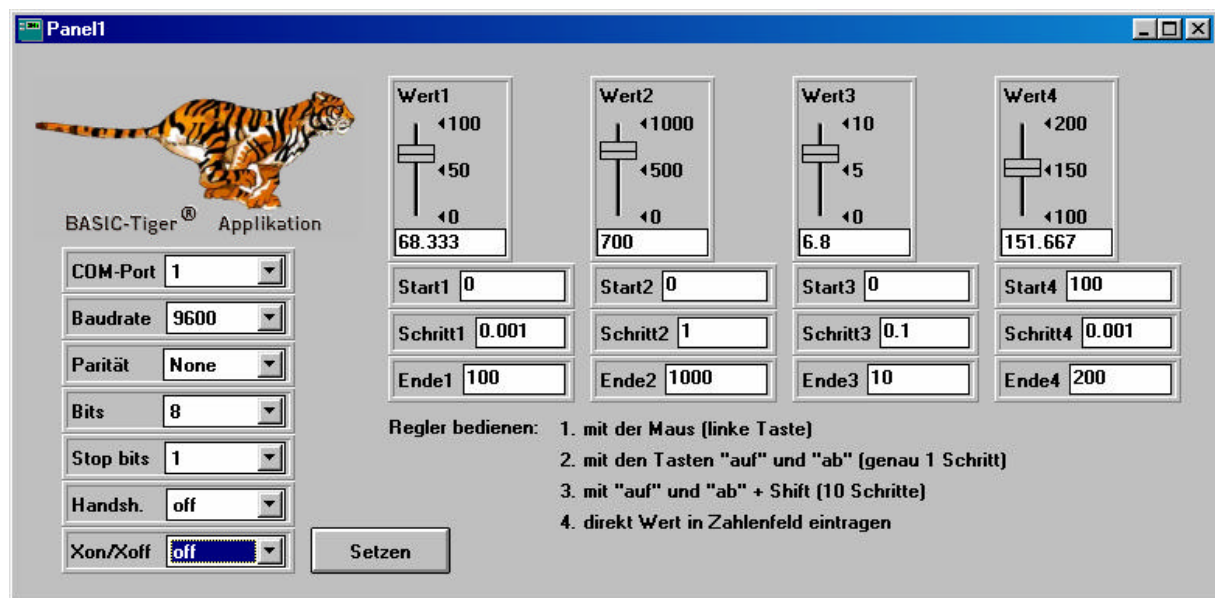 Panel1
BASIC-Tiger® Applikation
COM-Port 1
Baudrate 9600
Parität None
Bits 8
Stop bits 1
Handsh. off
Xon/Xoff off
Setzen
Wert1
100
50
0
68.333
Start1 0
Schritt1 0.001
Ende1 100
Wert2
1000
500
0
700
Start2 0
Schritt2 1
Ende2 1000
Wert3
10
5
0
6.8
Start3 0
Schritt3 0.1
Ende3 10
Wert4
200
150
100
151.667
Start4 100
Schritt4 0.001
Ende4 200
Regler bedienen: 1. mit der Maus (linke Taste)
2. mit den Tasten "auf" und "ab" (genau 1 Schritt)
3. mit "auf" und "ab" + Shift (10 Schritte)
4. direkt Wert in Zahlenfeld eintragen